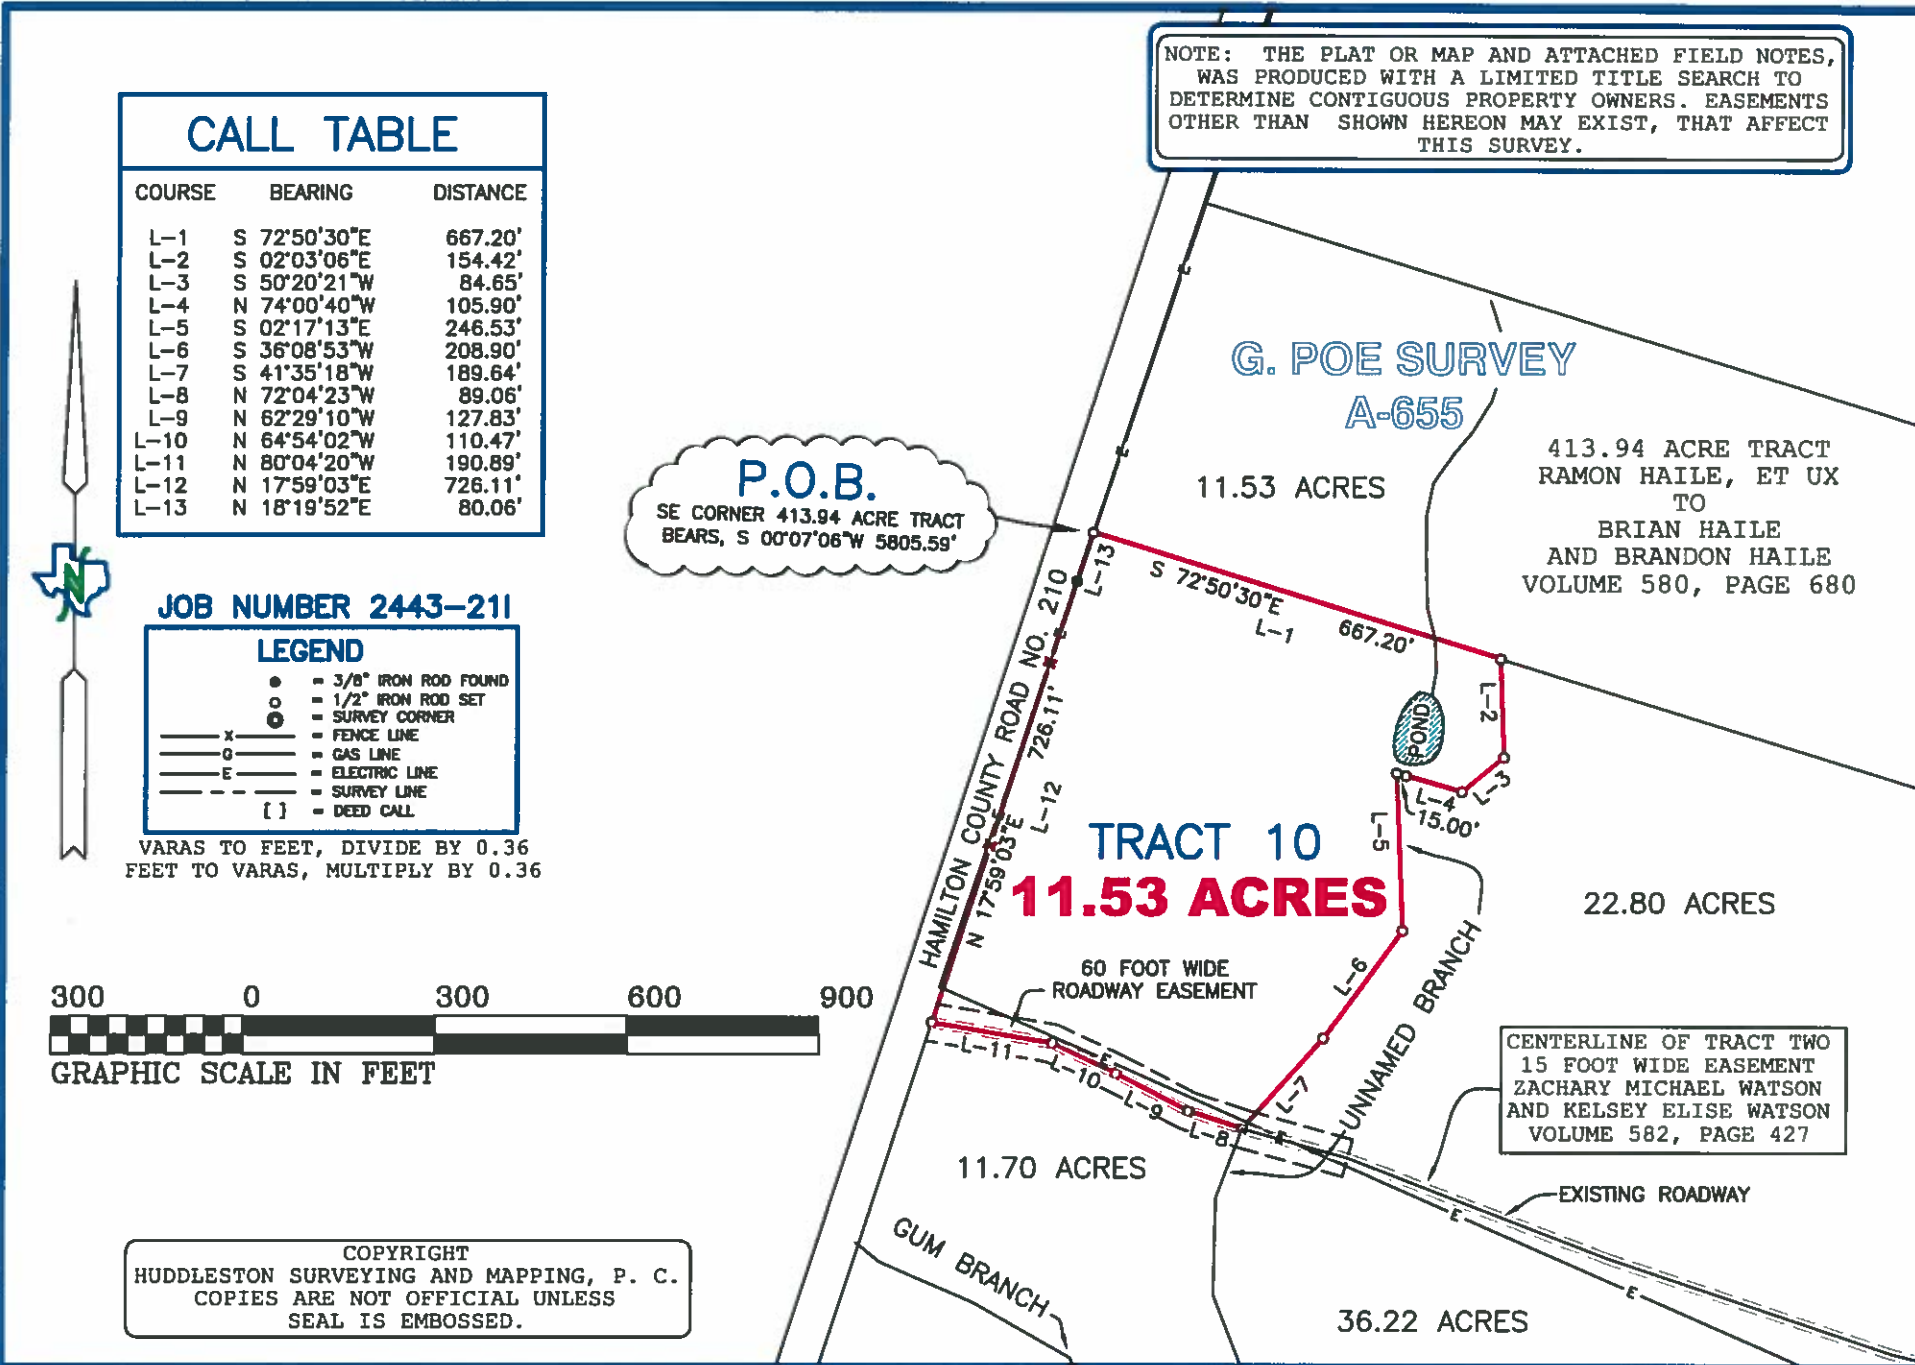 NOTE: THE PLAT OR MAP AND ATTACHED FIELD NOTES,
WAS PRODUCED WITH A LIMITED TITLE SEARCH TO
DETERMINE CONTIGUOUS PROPERTY OWNERS. EASEMENTS
OTHER THAN SHOWN HEREON MAY EXIST, THAT AFFECT
THIS SURVEY.
CALL TABLE
COURSE BEARING DISTANCE
L-1 S 72°50'30"E 667.20'
L-2 S 02°03'06"E 154.42'
L-3 S 50°20'21"W 84.65'
L-4 N 74°00'40"W 105.90'
L-5 S 02°17'13"E 246.53'
L-6 S 36°08'53"W 208.90'
L-7 S 41°35'18"W 189.64'
L-8 N 72°04'23"W 89.06'
L-9 N 62°29'10"W 127.83'
L-10 N 64°54'02"W 110.47'
L-11 N 80°04'20"W 190.89'
L-12 N 17°59'03"E 726.11'
L-13 N 18°19'52"E 80.06'
N
JOB NUMBER 2443-21I
LEGEND
= 3/8" IRON ROD FOUND
= 1/2" IRON ROD SET
= SURVEY CORNER
X = FENCE LINE
G = GAS LINE
E = ELECTRIC LINE
= SURVEY LINE
[ ] = DEED CALL
VARAS TO FEET, DIVIDE BY 0.36
FEET TO VARAS, MULTIPLY BY 0.36
300 0 300 600 900
GRAPHIC SCALE IN FEET
COPYRIGHT
HUDDLESTON SURVEYING AND MAPPING, P. C.
COPIES ARE NOT OFFICIAL UNLESS
SEAL IS EMBOSSED.
P.O.B.
SE CORNER 413.94 ACRE TRACT
BEARS, S 00°07'06"W 5805.59'
G. POE SURVEY
A-655
11.53 ACRES
413.94 ACRE TRACT
RAMON HAILE, ET UX
TO
BRIAN HAILE
AND BRANDON HAILE
VOLUME 580, PAGE 680
HAMILTON COUNTY ROAD NO. 210
L-13
S 72°50'30"E 667.20'
L-1
L-2
POND
L-3
L-4
15.00'
L-5
N 17°59'03"E 726.11'
L-12
TRACT 10
11.53 ACRES
22.80 ACRES
60 FOOT WIDE
ROADWAY EASEMENT
L-6
L-7
UNNAMED BRANCH
L-11
L-10
L-9
L-8
E
E
CENTERLINE OF TRACT TWO
15 FOOT WIDE EASEMENT
ZACHARY MICHAEL WATSON
AND KELSEY ELISE WATSON
VOLUME 582, PAGE 427
11.70 ACRES
EXISTING ROADWAY
E
E
GUM BRANCH
36.22 ACRES